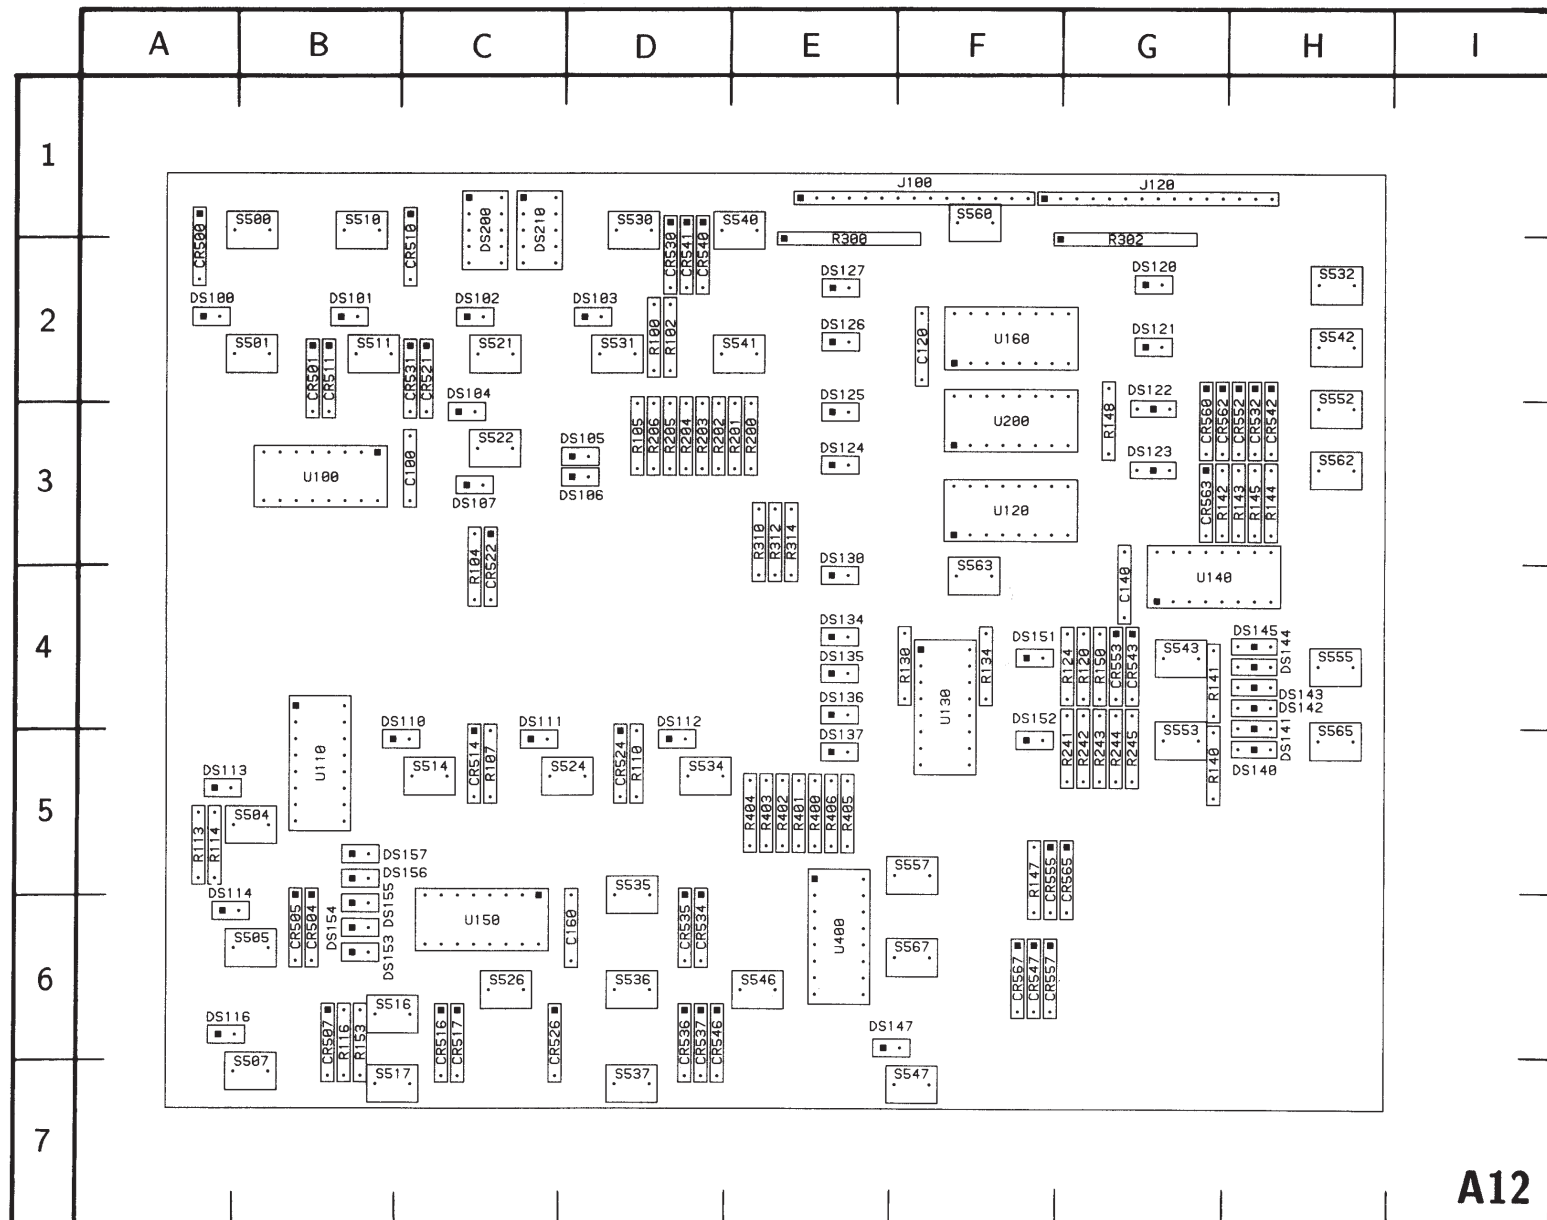 A B C D E F G H I
1
J100 J120
S500 S510 DS200 DS210 S530 S540 S560
CR500 CR510 CR530 CR541 CR540 R300 R302
DS127 DS120 S532
2
DS100 DS101 DS102 DS103 R100 R102
DS126 C120 U160 DS121 S542
S501 CR501 CR511 S511 CR531 CR521 S521 S531 S541
DS104 DS125 DS122 S552
R105 R206 R205 R204 R203 R202 R201 R200 U200 R148 CR560 CR562 CR552 CR532 CR542
S522 DS105 DS124 DS123 S562
3
U100 C100 DS107 DS106
R310 R312 R314 U120 CR563 R142 R143 R145 R144
R104 CR522 DS130 S563 C140 U140
4
DS134 R130 U130 R134 DS151 R124 R120 R150 CR553 CR543 S543 R141 DS145 DS144 S555
DS135
DS143
DS136 DS142
U110 DS110 DS111 DS112 DS152
CR514 R107 CR524 R110 DS137 R241 R242 R243 R244 R245 S553 R140 DS141 S565
DS113 S514 S524 S534 DS140
5
R113 R114 S504 R404 R403 R402 R401 R400 R406 R405
DS157
DS156 S557 R147 CR555 CR565
DS114 S535
CR505 CR504 DS154 DS155 U150 C160 CR535 CR534 U400
S505 DS153 S567
6
S526 S536 S546 CR567 CR547 CR557
S516
DS116 CR507 R116 R153 CR516 CR517 CR526 CR536 CR537 CR546 DS147
S507 S517 S537 S547
7
A12